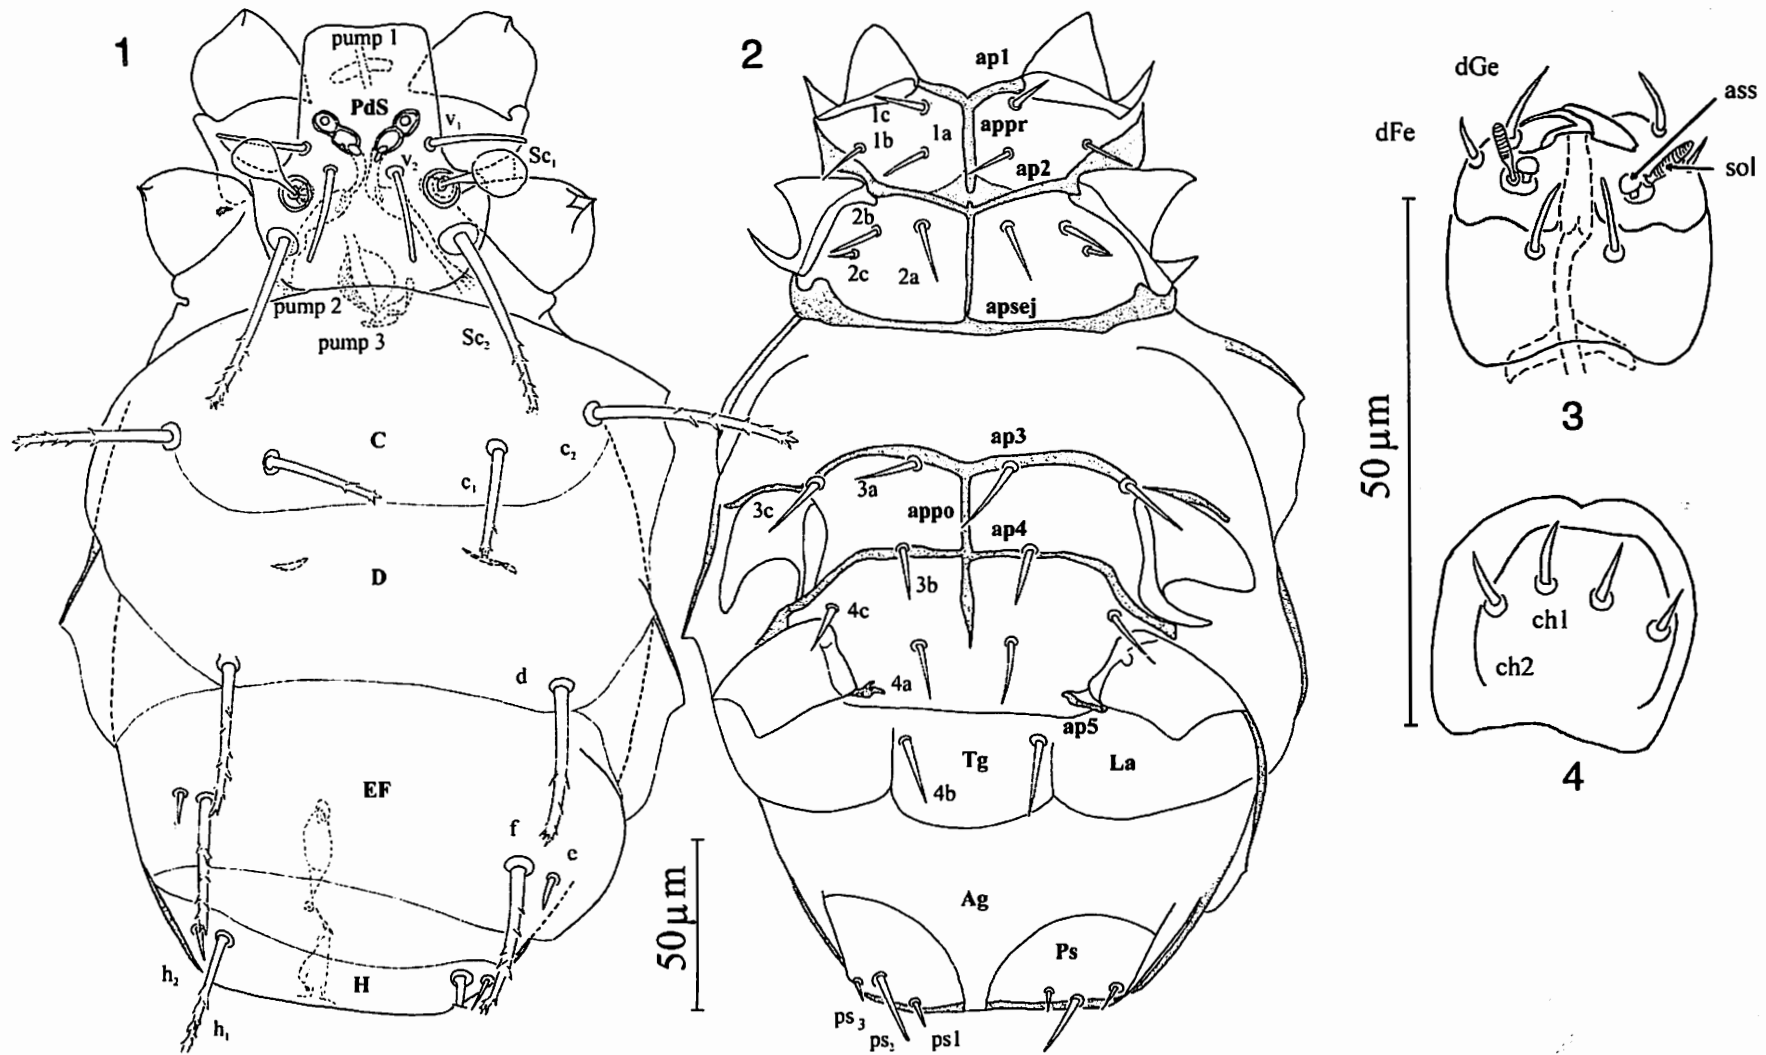 1
pump 1
PdS
v₁
v₂
Sc₁
pump 2
pump 3
Sc₂
C
c₁
c₂
D
d
EF
f
e
h₂
H
h₁
50 µm
2
ap1
1c
1b
1a
appr
ap2
2b
2c
2a
apsej
ap3
3a
3c
appo
ap4
3b
4c
4a
ap5
Tg
La
4b
Ag
Ps
ps₃
ps₂
ps1
dGe
dFe
ass
sol
3
50 µm
ch1
ch2
4